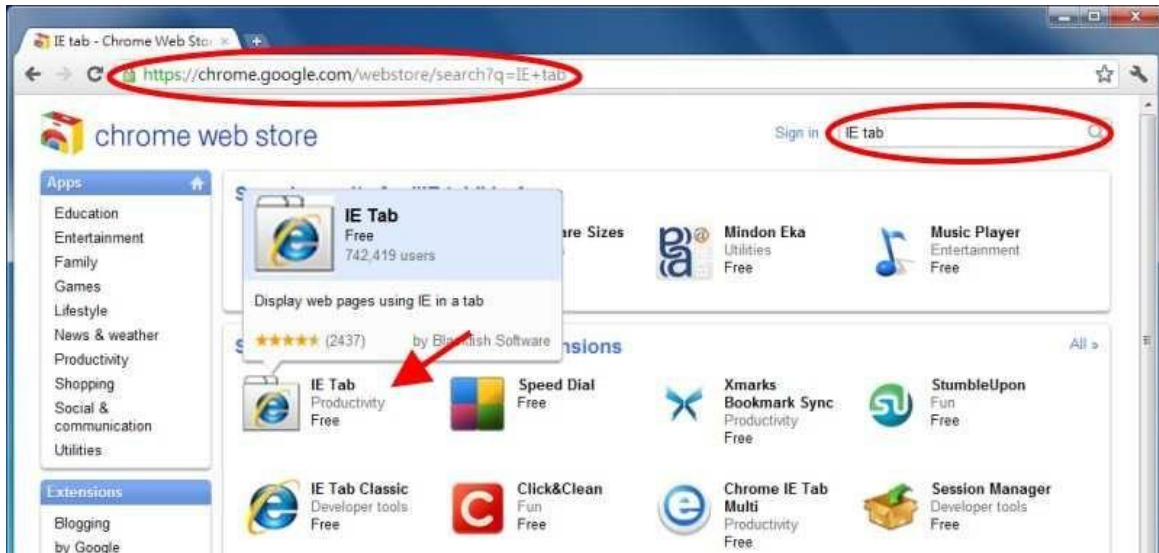 IE tab - Chrome Web Sto
https://chrome.google.com/webstore/search?q=IE+tab
chrome web store
Sign in
IE tab
Apps
Education
Entertainment
Family
Games
Lifestyle
News & weather
Productivity
Shopping
Social &
communication
Utilities
Extensions
Blogging
by Google
IE Tab
Free
742,419 users
Display web pages using IE in a tab
(2437) by Blackfish Software
Sizes
Mindon Eka
Utilities
Free
Music Player
Entertainment
Free
All »
IE Tab
Productivity
Free
Speed Dial
Free
Xmarks
Bookmark Sync
Productivity
Free
StumbleUpon
Fun
Free
IE Tab Classic
Developer tools
Free
Click&Clean
Fun
Free
Chrome IE Tab
Multi
Productivity
Free
Session Manager
Developer tools
Free